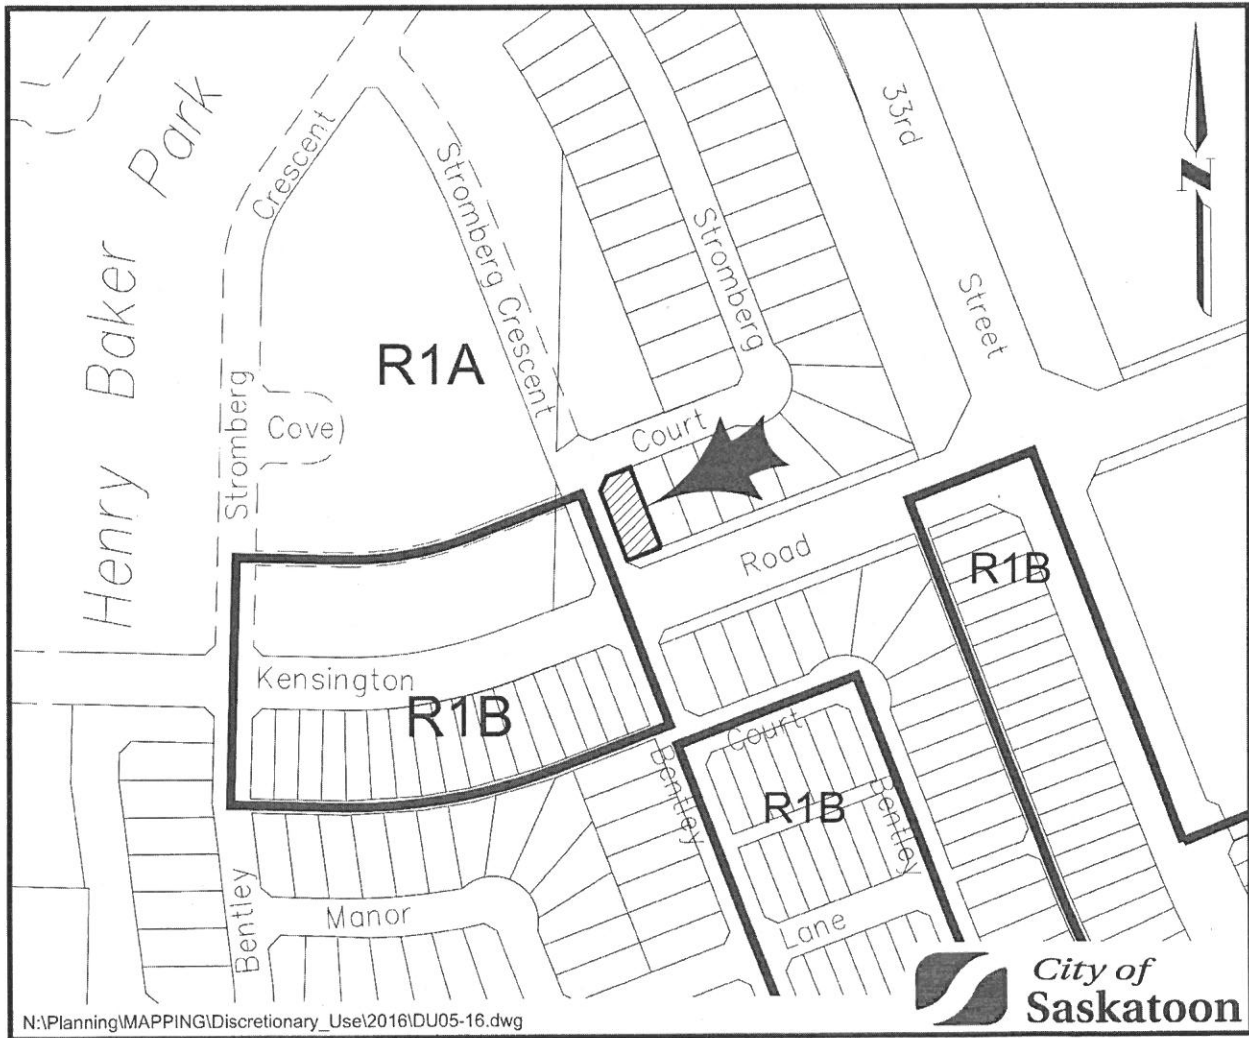 Henry Baker Park
Stromberg
Crescent
Stromberg Crescent
Stromberg
33rd
Street
N
R1A
Cove)
Court
Road
R1B
Kensington
R1B
Court
Bentley
R1B
Bentley
Bentley
Manor
Lane
City of
Saskatoon
N:\Planning\MAPPING\Discretionary_Use\2016\DU05-16.dwg